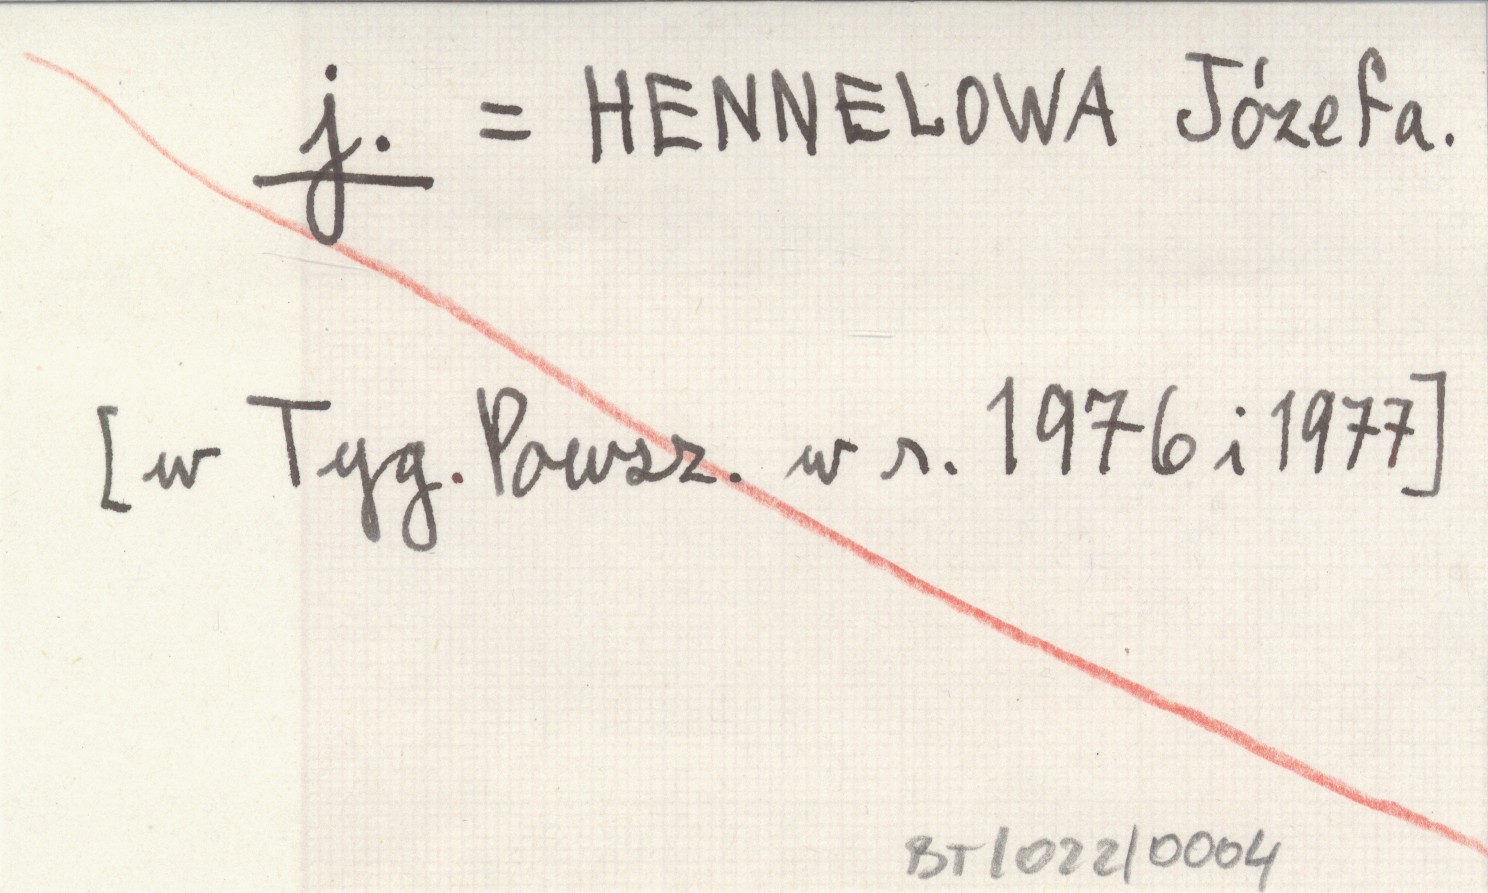 j. = HENNELOWA Józefa.
[w Tyg. Powsz. w r. 1976 i 1977]
BT/022/0004